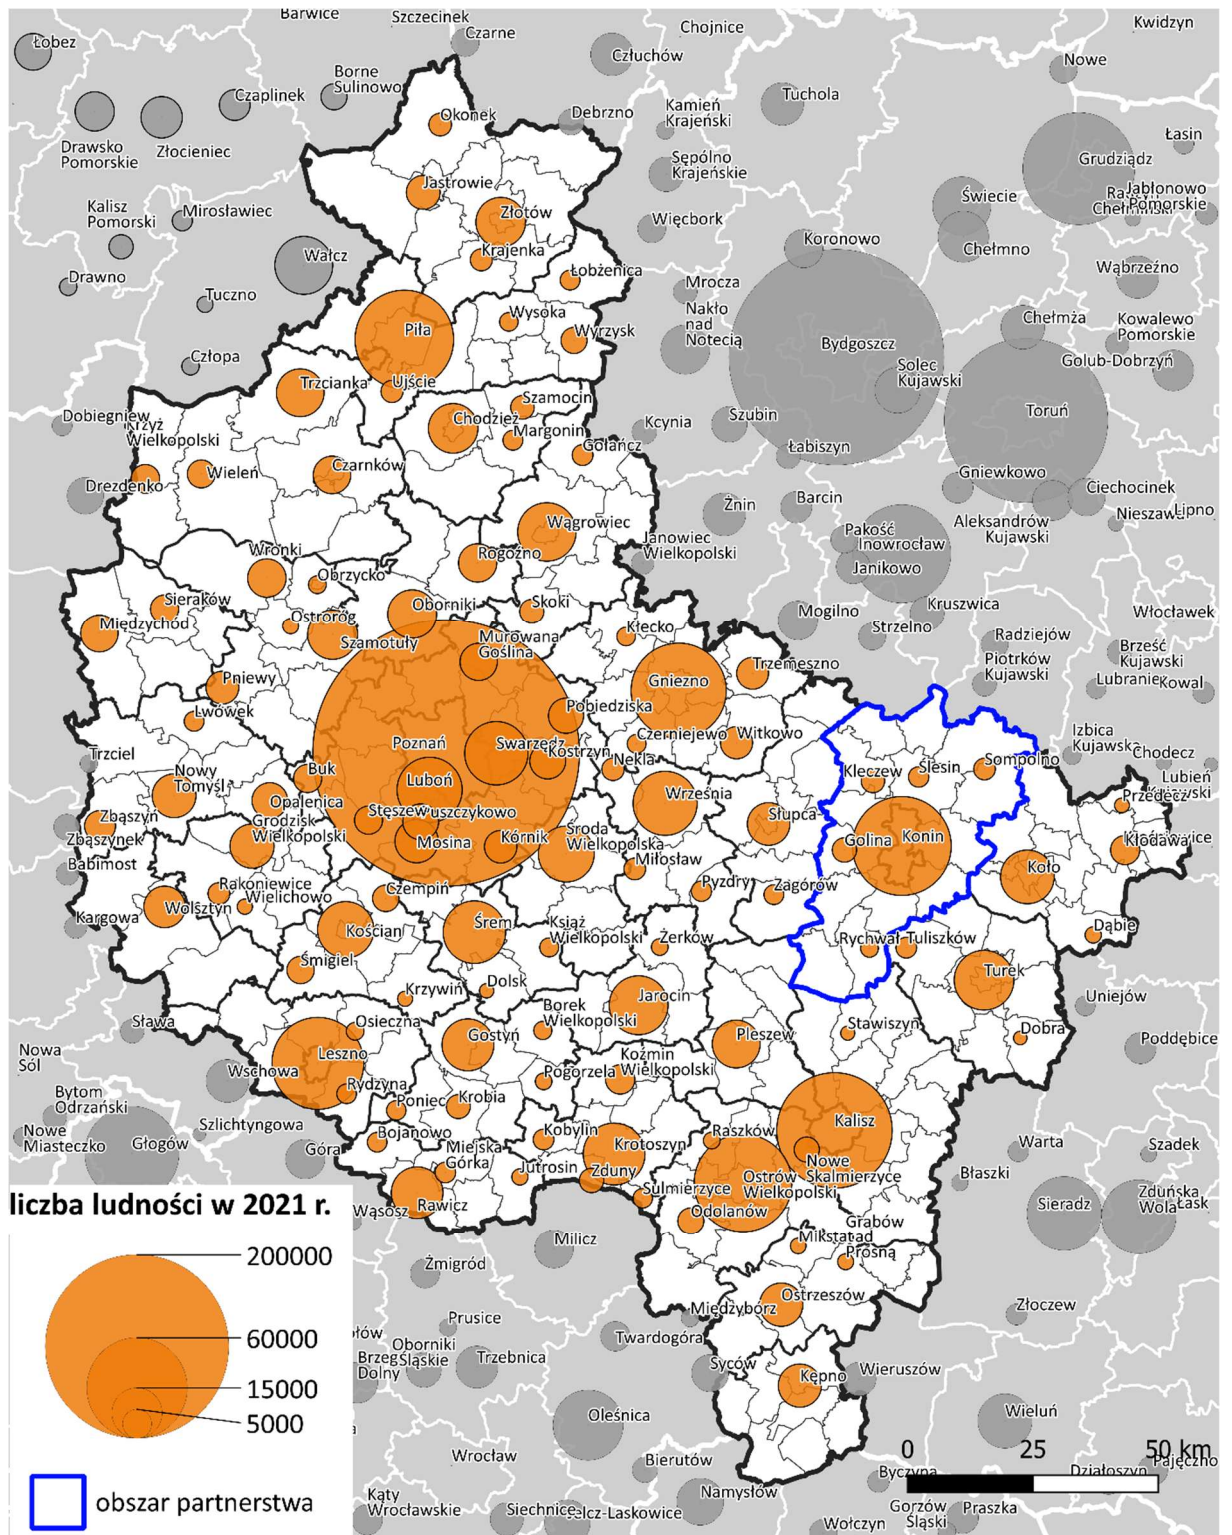 Barwice
Szczecinek
Czarne
Chojnice
Kwidzyn
Łobez
Człuchów
Nowe
Borne
Sulinowo
Czaplinek
Tuchola
Debrzno
Kamień
Krajeński
Okonek
Łasin
Drawsko
Pomorskie
Złocieniec
Grudziądz
Sępólno
Krajeńskie
Jastrowie
Świecie
Jabłonowo
Pomorskie
Kalisz
Pomorski
Mirosławiec
Złotów
Więcbork
Koronowo
Chełmno
Wałcz
Krajenka
Łobżenica
Wąbrzeźno
Drawno
Tuczno
Mrocza
Nakło
nad
Notecią
Wysoka
Wyrzysk
Piła
Chełmża
Kowalewo
Pomorskie
Bydgoszcz
Człopa
Solec
Kujawski
Golub-Dobrzyń
Trzcianka
Ujście
Szamocin
Chodzież
Margonin
Toruń
Dobiegniew
Krzyż
Wielkopolski
Kcynia
Szubin
Łabiszyn
Gołańcz
Drezdenko
Wieleń
Czarnków
Gniewkowo
Ciechocinek
Nieszawa
Lipno
Żnin
Barcin
Aleksandrów
Kujawski
Wągrowiec
Pakość
Inowrocław
Janikowo
Janowiec
Wielkopolski
Rogoźno
Wronki
Obrzycko
Sieraków
Oborniki
Skoki
Mogilno
Kruszwica
Włocławek
Międzychód
Ostroróg
Szamotuły
Murowana
Goślina
Kłecko
Strzelno
Radziejów
Piotrków
Kujawski
Brześć
Kujawski
Lubranie
Kowal
Pniewy
Gniezno
Trzemeszno
Lwówek
Pobiedziska
Czerniejewo
Witkowo
Poznań
Swarzędz
Kostrzyn
Nekla
Izbica
Kujawska
Chodecz
Trzciel
Nowy
Tomyśl
Buk
Luboń
Kleczew
Ślesin
Sompolno
Lubień
Kujawski
Opalenica
Stęszew
Puszczykowo
Września
Przedecz
Zbąszyń
Zbąszynek
Grodzisk
Wielkopolski
Mosina
Kórnik
Środa
Wielkopolska
Słupca
Golina
Konin
Kłodawa
Babimost
Miłosław
Koło
Rakoniewice
Wielichowo
Czempiń
Pyzdry
Zagórów
Kargowa
Wolsztyn
Kościan
Śrem
Książ
Wielkopolski
Żerków
Rychwał
Tuliszków
Dąbie
Śmigiel
Turek
Krzywiń
Dolsk
Jarocin
Uniejów
Sława
Osieczna
Borek
Wielkopolski
Stawiszyn
Dobra
Nowa
Sól
Leszno
Gostyń
Pleszew
Poddębice
Wschowa
Koźmin
Wielkopolski
Rydzyna
Pogorzela
Bytom
Odrzański
Poniec
Krobia
Nowe
Miasteczko
Głogów
Szlichtyngowa
Bojanowo
Kobylin
Krotoszyn
Raszków
Kalisz
Warta
Szadek
Góra
Miejska
Górka
Jutrosin
Zduny
Nowe
Skalmierzyce
Błaszki
Ostrów
Wielkopolski
Sulmierzyce
Odolanów
Sieradz
Zduńska
Wola
Łask
Wąsosz
Rawicz
Grabów
Prosną
Mikstat
Milicz
Żmigród
Ostrzeszów
Międzybórz
Złoczew
Prusice
Twardogóra
Oborniki
Śląskie
Brzeg
Dolny
Trzebnica
Syców
Wieruszów
Kępno
Oleśnica
Wieluń
Wrocław
Bierutów
Byczyna
Działoszyn
Pajęczno
Namysłów
Kąty
Wrocławskie
Siechnice
Jelcz-Laskowice
Wołczyn
Gorzów
Śląski
Praszka
liczba ludności w 2021 r.
200000
60000
15000
5000
obszar partnerstwa
0
25
50 km